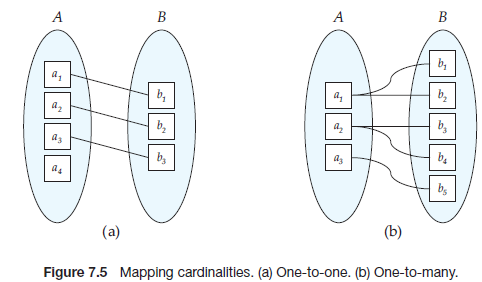 A B
a1
a2
a3
a4
b1
b2
b3
(a)
A B
a1
a2
a3
b1
b2
b3
b4
b5
(b)
Figure 7.5 Mapping cardinalities. (a) One-to-one. (b) One-to-many.